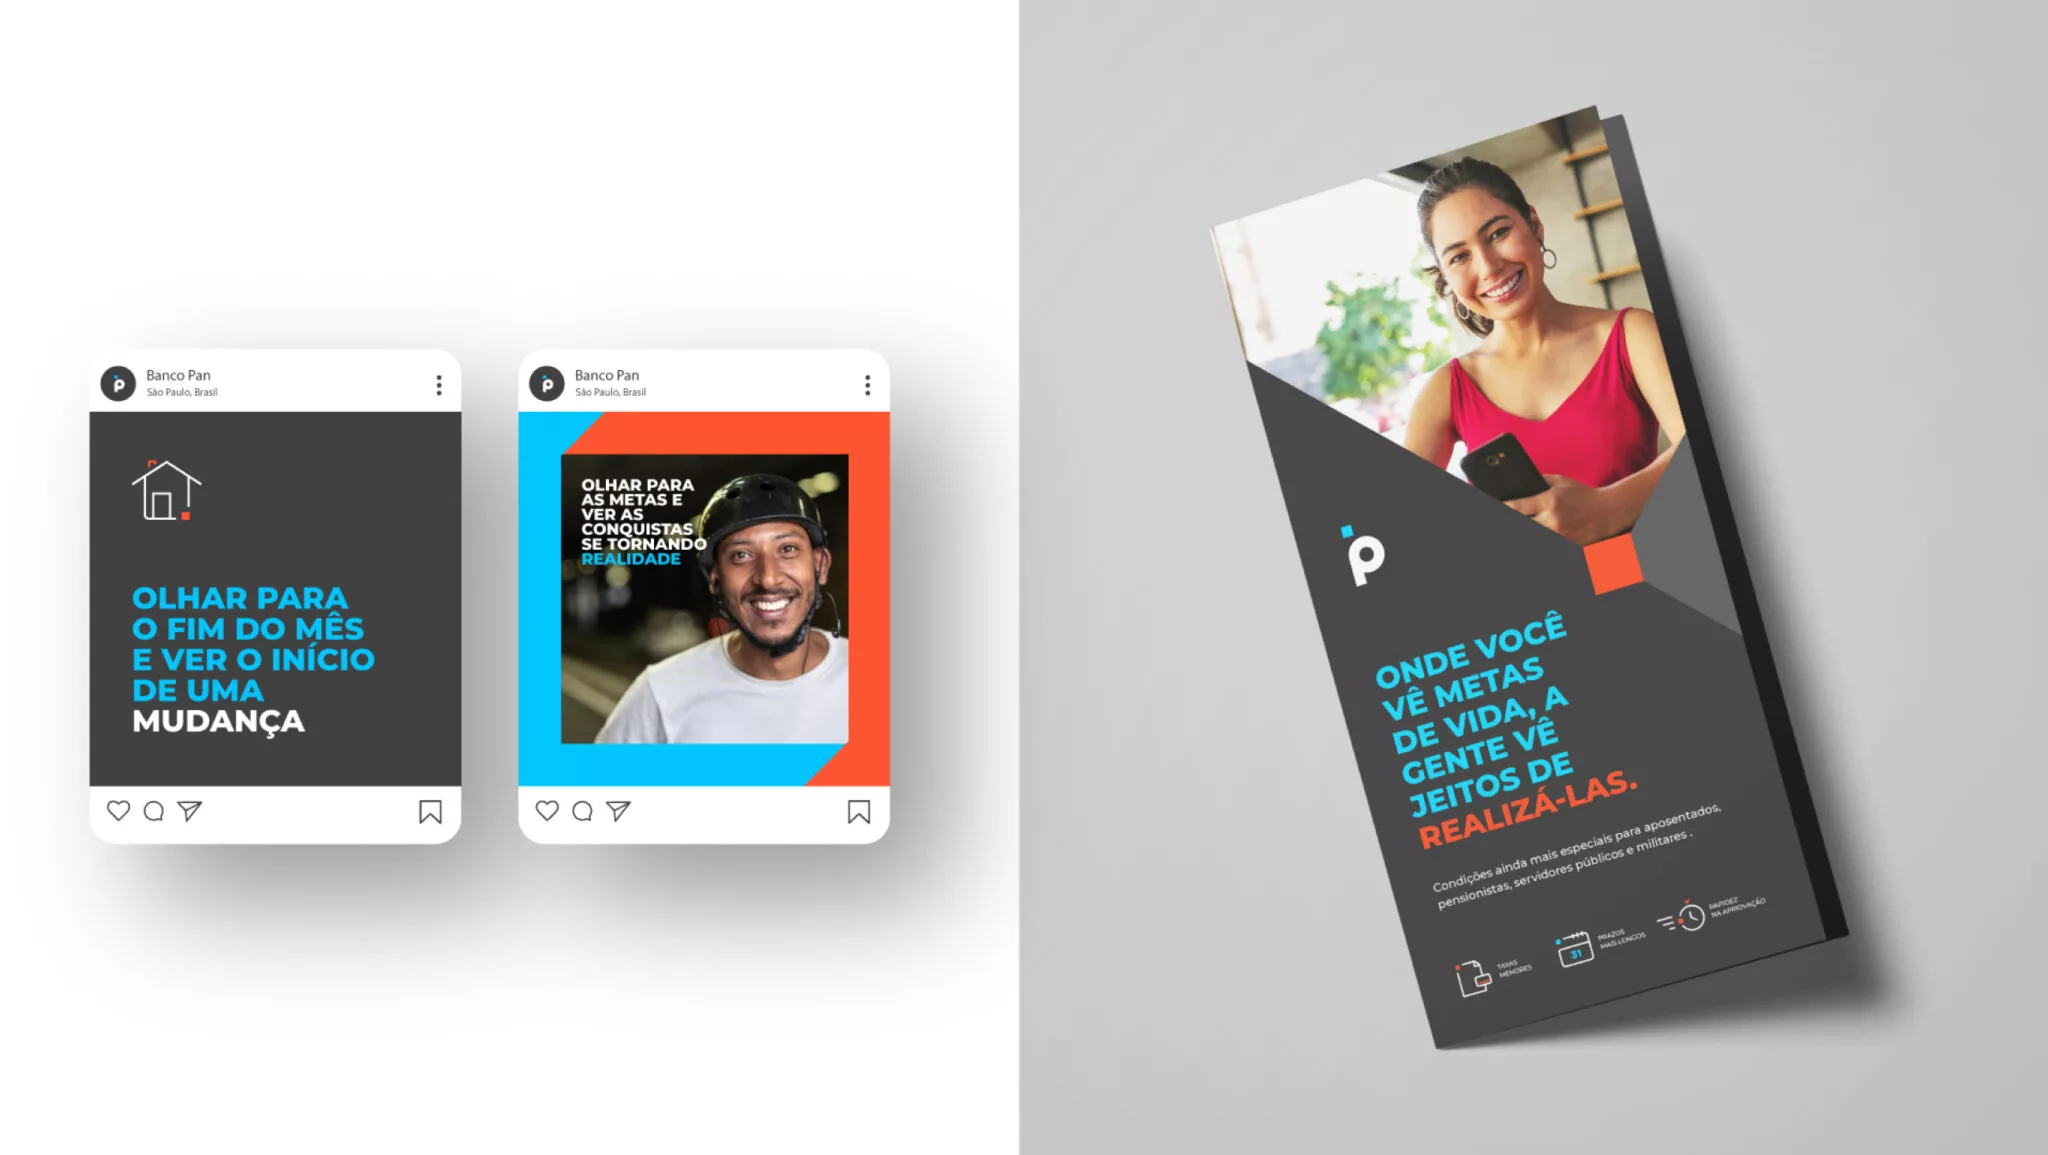 Banco Pan
São Paulo, Brasil
OLHAR PARA
O FIM DO MÊS
E VER O INÍCIO
DE UMA
MUDANÇA
Banco Pan
São Paulo, Brasil
OLHAR PARA
AS METAS E
VER AS
CONQUISTAS
SE TORNANDO
REALIDADE
p
ONDE VOCÊ
VÊ METAS
DE VIDA, A
GENTE VÊ
JEITOS DE
REALIZÁ-LAS.
Condições ainda mais especiais para aposentados,
pensionistas, servidores públicos e militares .
TAXAS
MENORES
31
PRAZOS
MAIS LONGOS
RAPIDEZ
NA APROVAÇÃO